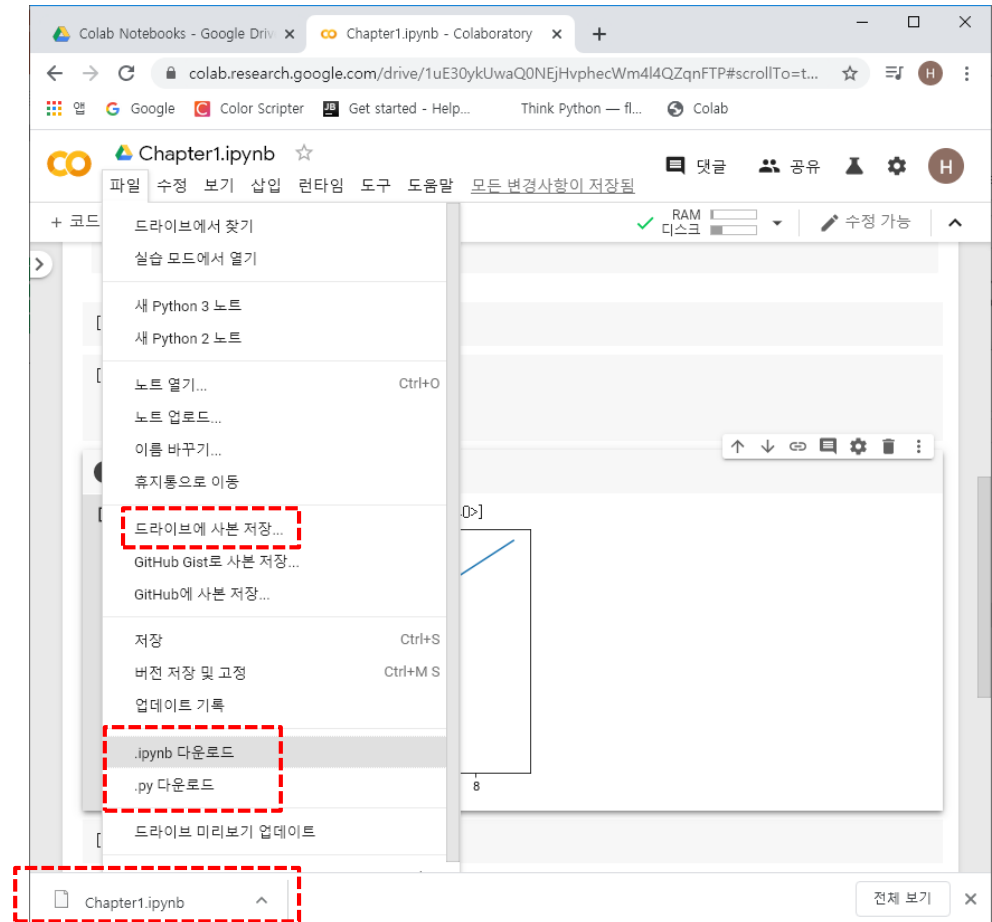 Colab Notebooks - Google Driv
Chapter1.ipynb - Colaboratory
colab.research.google.com/drive/1uE30ykUwaQ0NEjHvphecWm4l4QZqnFTP#scrollTo=t...
H
앱 Google Color Scripter Get started - Help... Think Python — fl... Colab
Chapter1.ipynb
댓글 공유 H
파일 수정 보기 삽입 런타임 도구 도움말 모든 변경사항이 저장됨
+ 코드
RAM
디스크
수정 가능
드라이브에서 찾기
실습 모드에서 열기
새 Python 3 노트
새 Python 2 노트
노트 열기... Ctrl+O
노트 업로드...
이름 바꾸기...
휴지통으로 이동
드라이브에 사본 저장...
GitHub Gist로 사본 저장...
GitHub에 사본 저장...
저장 Ctrl+S
버전 저장 및 고정 Ctrl+M S
업데이트 기록
.ipynb 다운로드
.py 다운로드
드라이브 미리보기 업데이트
0>]
8
Chapter1.ipynb
전체 보기